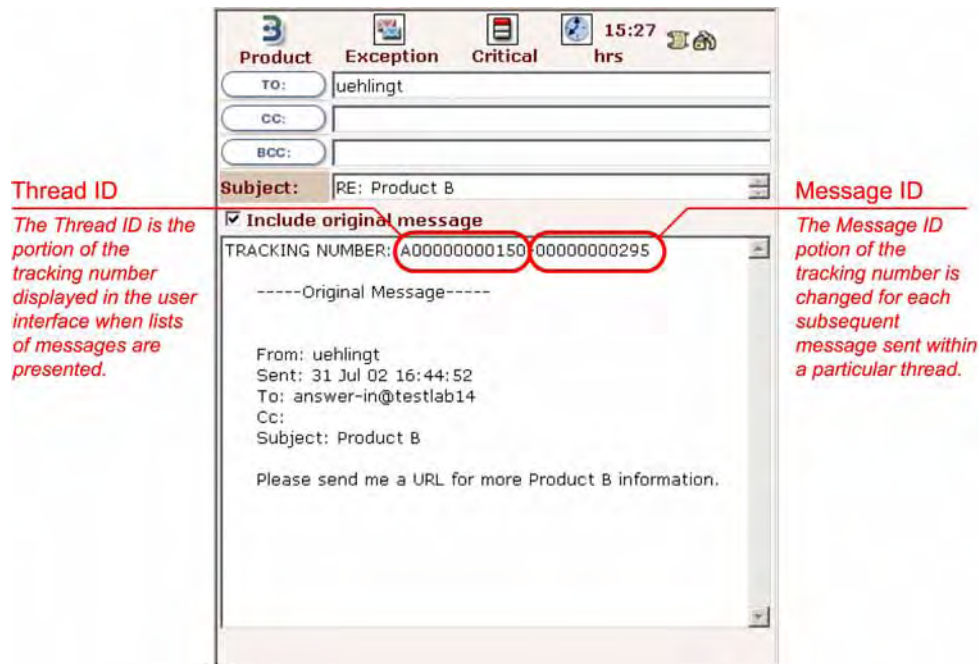 15:27
Product Exception Critical hrs
TO: uehlingt
CC:
BCC:
Subject: RE: Product B
Include original message
TRACKING NUMBER: A00000000150-00000000295
-----Original Message-----
From: uehlingt
Sent: 31 Jul 02 16:44:52
To: answer-in@testlab14
Cc:
Subject: Product B
Please send me a URL for more Product B information.
Thread ID
The Thread ID is the
portion of the
tracking number
displayed in the user
interface when lists
of messages are
presented.
Message ID
The Message ID
potion of the
tracking number is
changed for each
subsequent
message sent within
a particular thread.